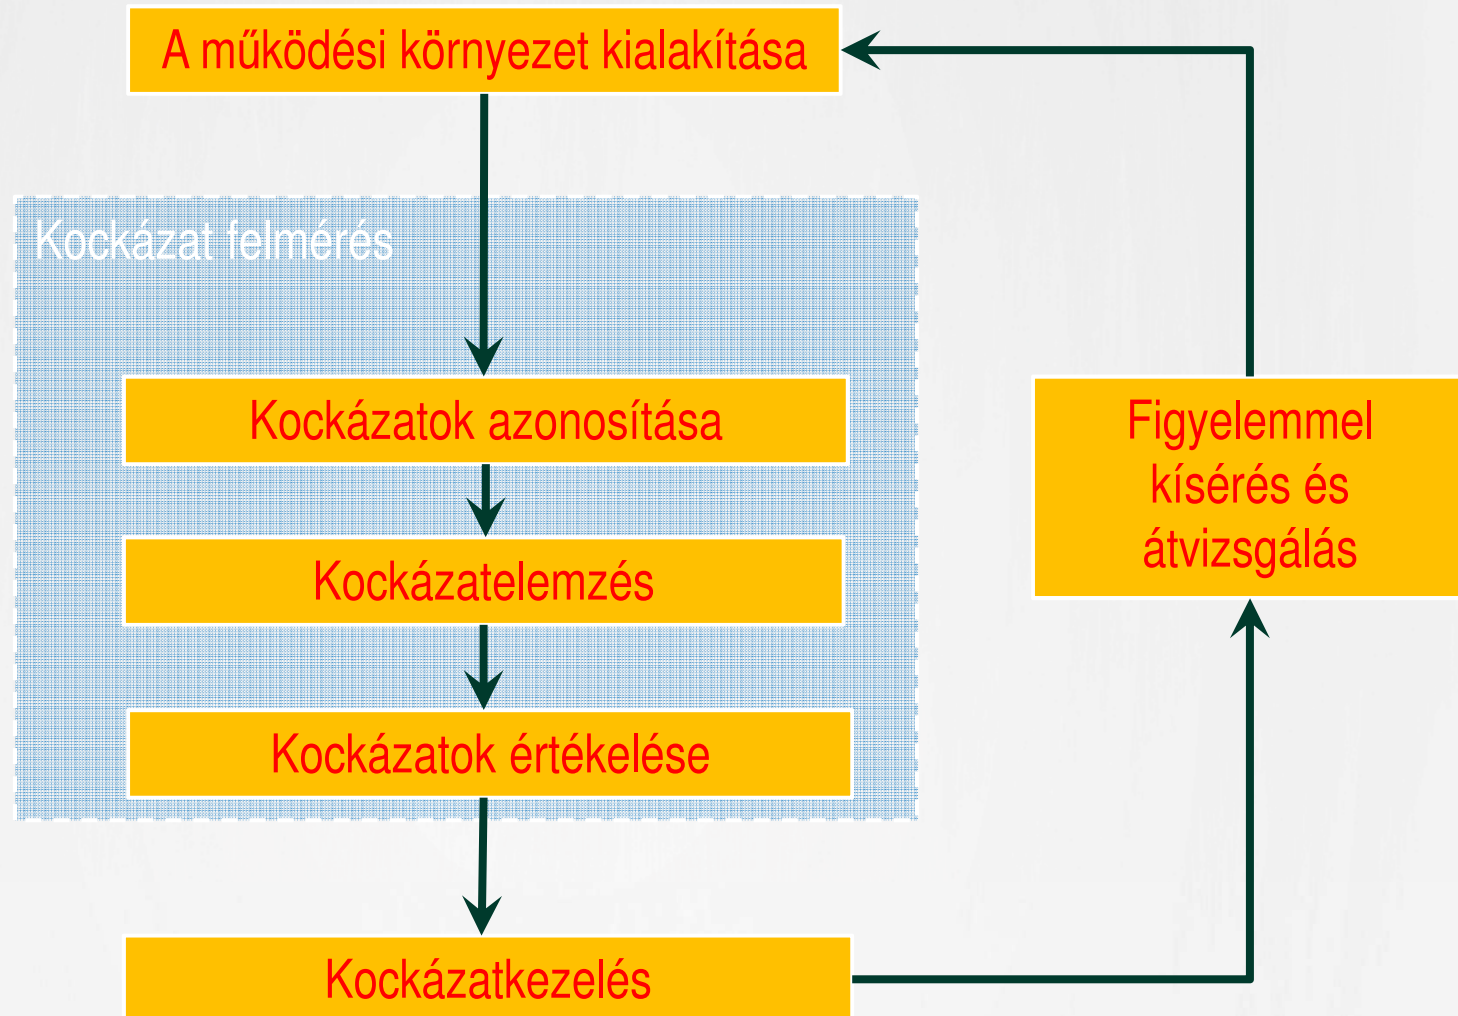 A működési környezet kialakítása
Kockázat felmérés
Kockázatok azonosítása
Kockázatelemzés
Kockázatok értékelése
Kockázatkezelés
Figyelemmel
kísérés és
átvizsgálás